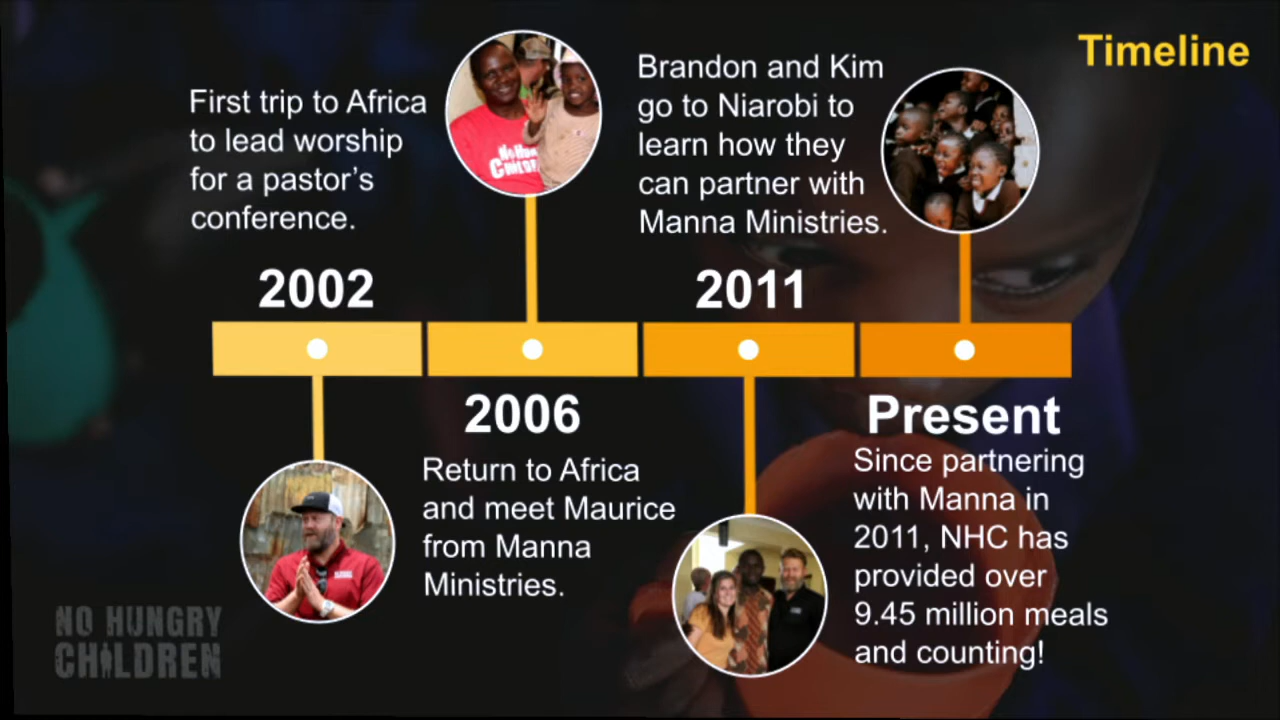 Timeline
First trip to Africa
to lead worship
for a pastor's
conference.
2002
No Hun
CHILD
2006
Return to Africa
and meet Maurice
from Manna
Ministries.
Brandon and Kim
go to Niarobi to
learn how they
can partner with
Manna Ministries.
2011
Present
Since partnering
with Manna in
2011, NHC has
provided over
9.45 million meals
and counting!
NO HUNGRY
CHILDREN